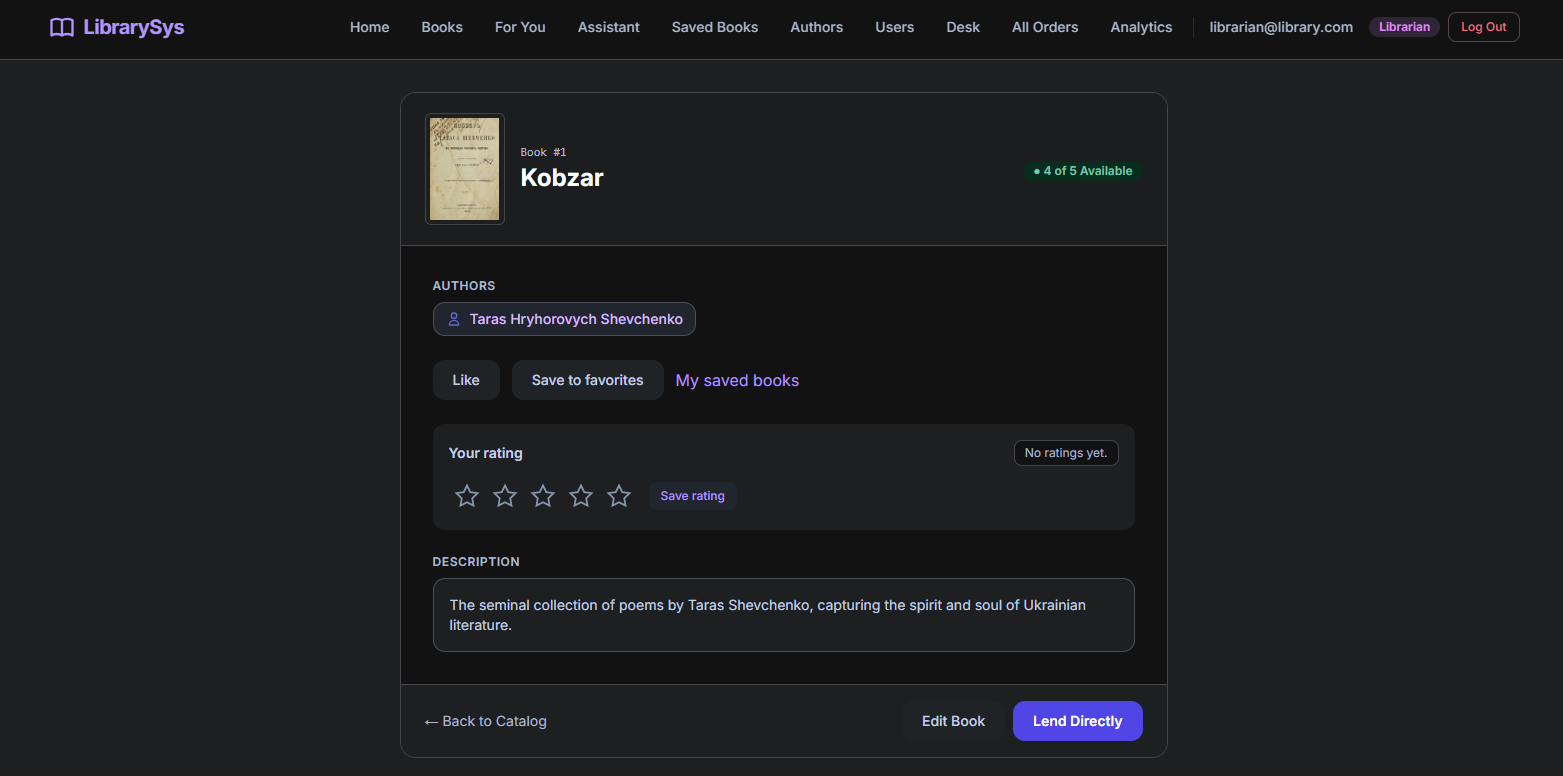 LibrarySys
Home Books For You Assistant Saved Books Authors Users Desk All Orders Analytics librarian@library.com Librarian Log Out
Book #1
Kobzar
4 of 5 Available
AUTHORS
Taras Hryhorovych Shevchenko
Like Save to favorites My saved books
Your rating
No ratings yet.
Save rating
DESCRIPTION
The seminal collection of poems by Taras Shevchenko, capturing the spirit and soul of Ukrainian
literature.
← Back to Catalog
Edit Book
Lend Directly